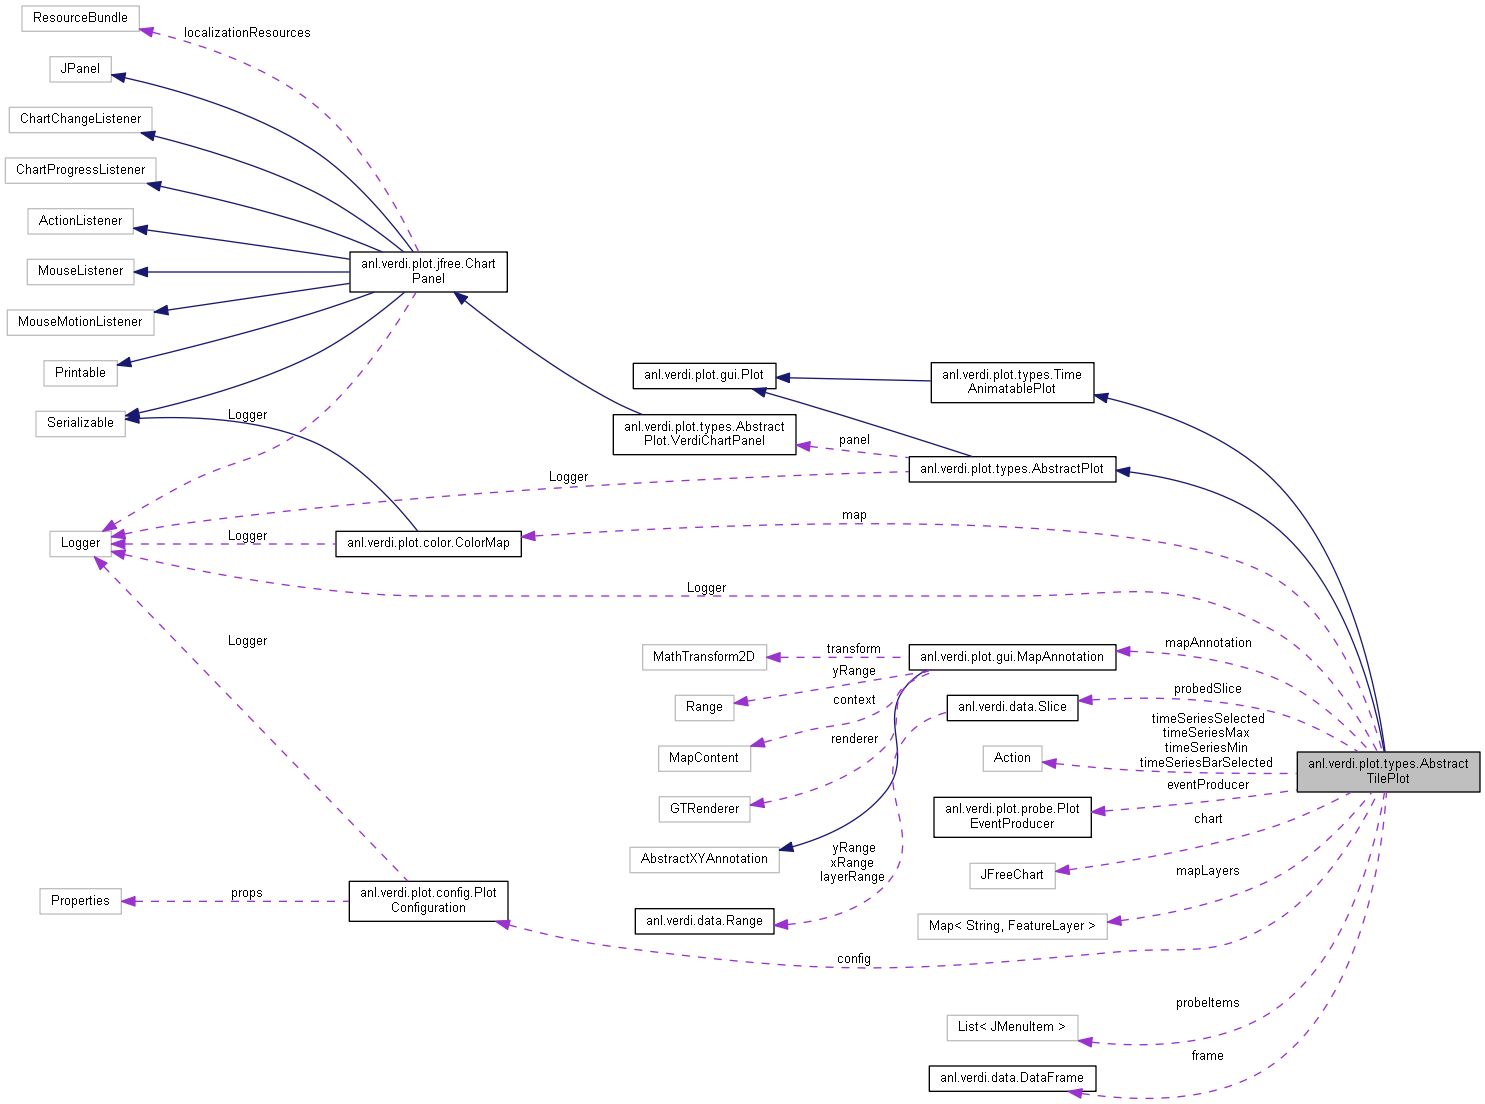 ResourceBundle
localizationResources
JPanel
ChartChangeListener
ChartProgressListener
ActionListener
MouseListener
MouseMotionListener
Printable
Serializable
anl.verdi.plot.jfree.Chart
Panel
Logger
anl.verdi.plot.gui.Plot
anl.verdi.plot.types.Time
AnimatablePlot
anl.verdi.plot.types.Abstract
Plot.VerdiChartPanel
panel
anl.verdi.plot.types.AbstractPlot
Logger
map
Logger
Logger
anl.verdi.plot.color.ColorMap
Logger
Logger
mapAnnotation
MathTransform2D
transform
anl.verdi.plot.gui.MapAnnotation
yRange
Range
context
anl.verdi.data.Slice
probedSlice
timeSeriesSelected
timeSeriesMax
timeSeriesMin
timeSeriesBarSelected
renderer
MapContent
Action
anl.verdi.plot.types.Abstract
TilePlot
eventProducer
GTRenderer
anl.verdi.plot.probe.Plot
EventProducer
chart
yRange
xRange
layerRange
AbstractXYAnnotation
JFreeChart
mapLayers
Properties
props
anl.verdi.plot.config.Plot
Configuration
anl.verdi.data.Range
Map< String, FeatureLayer >
config
probeItems
List< JMenuItem >
frame
anl.verdi.data.DataFrame